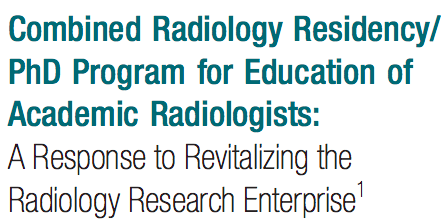 Combined Radiology Residency/
PhD Program for Education of
Academic Radiologists:
A Response to Revitalizing the
Radiology Research Enterprise1